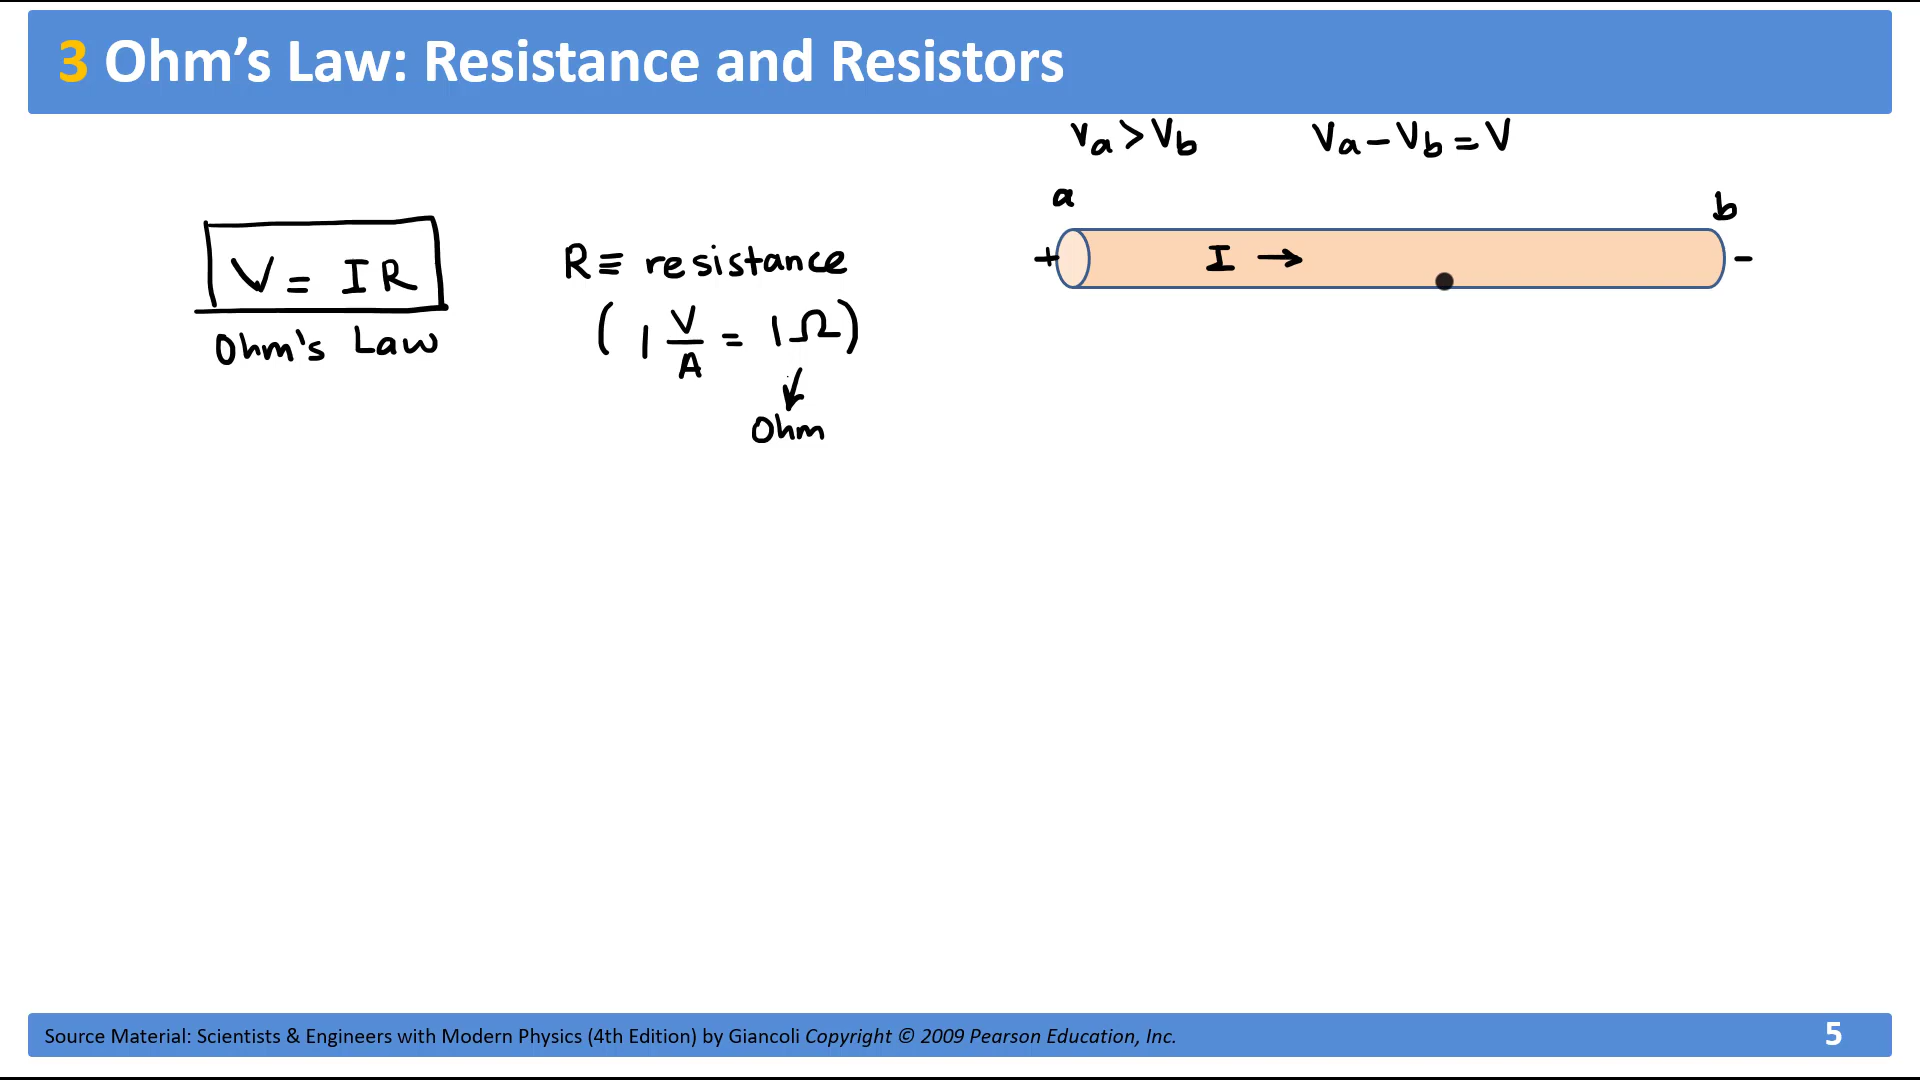 3 Ohm’s Law: Resistance and Resistors
Va > Vb Va - Vb = V
a b
V = IR
Ohm's Law
R ≡ resistance
(1 V/A = 1 Ω)
Ohm
+ I → -
Source Material: Scientists & Engineers with Modern Physics (4th Edition) by Giancoli Copyright © 2009 Pearson Education, Inc.
5